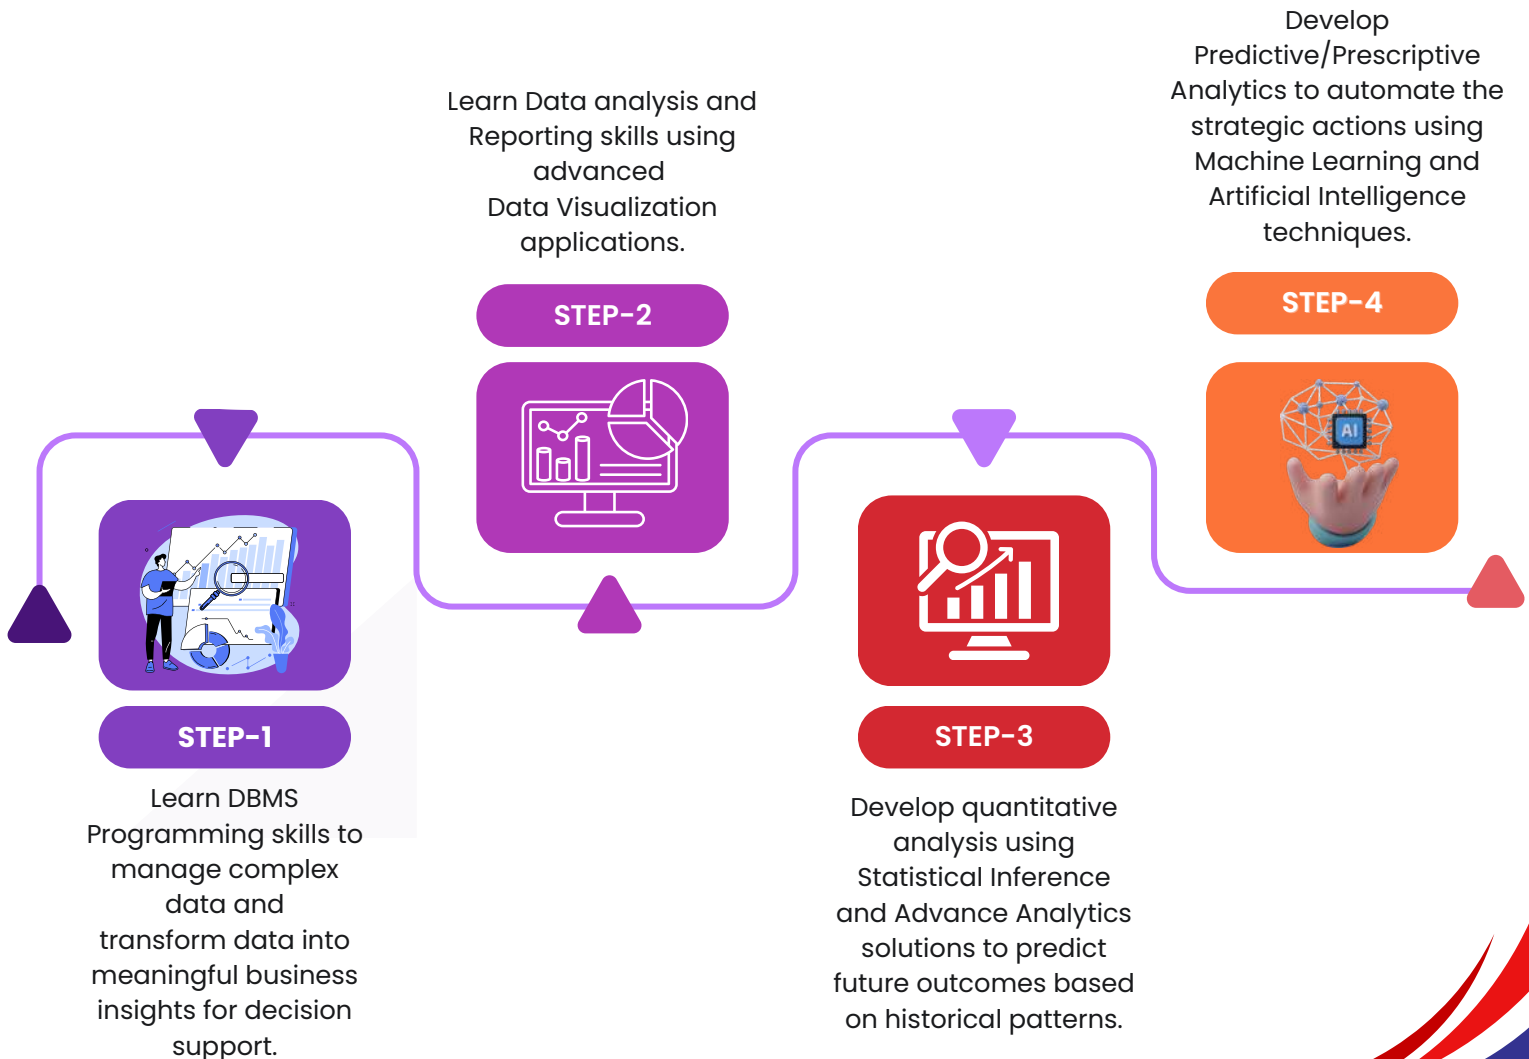 STEP-1
Learn DBMS
Programming skills to
manage complex
data and
transform data into
meaningful business
insights for decision
support.
Learn Data analysis and
Reporting skills using
advanced
Data Visualization
applications.
STEP-2
STEP-3
Develop quantitative
analysis using
Statistical Inference
and Advance Analytics
solutions to predict
future outcomes based
on historical patterns.
Develop
Predictive/Prescriptive
Analytics to automate the
strategic actions using
Machine Learning and
Artificial Intelligence
techniques.
STEP-4
AI